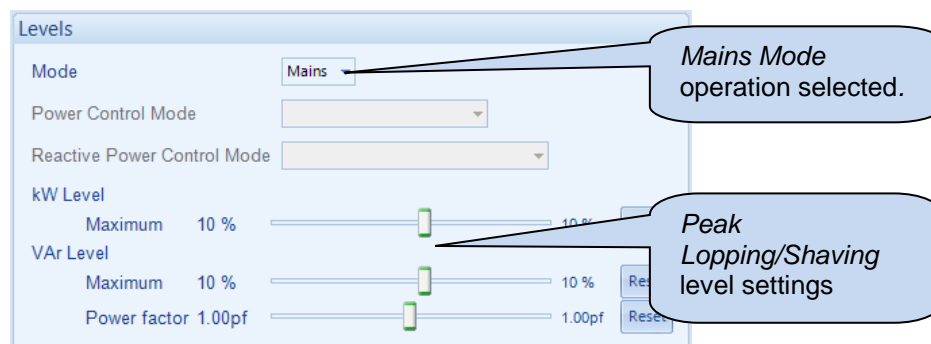 Levels
Mode Mains
Power Control Mode
Reactive Power Control Mode
kW Level
Maximum 10 % 10 %
VAr Level
Maximum 10 % 10 %
Power factor 1.00pf 1.00pf Reset
Mains Mode
operation selected.
Peak
Lopping/Shaving
level settings